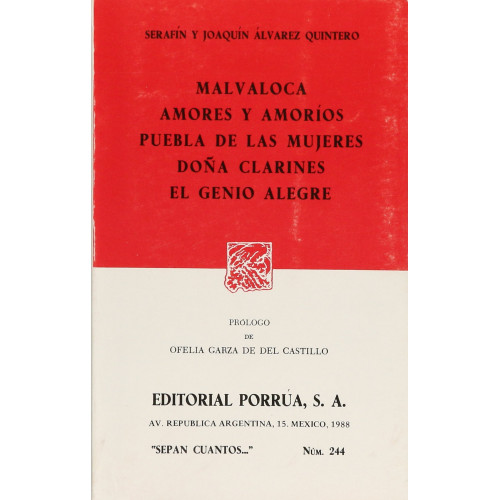 SERAFÍN Y JOAQUÍN ÁLVAREZ QUINTERO
MALVALOCA
AMORES Y AMORÍOS
PUEBLA DE LAS MUJERES
DOÑA CLARINES
EL GENIO ALEGRE
PRÓLOGO
DE
OFELIA GARZA DE DEL CASTILLO
EDITORIAL PORRÚA, S. A.
AV. REPUBLICA ARGENTINA, 15. MEXICO, 1988
"SEPAN CUANTOS..." NÚM. 244